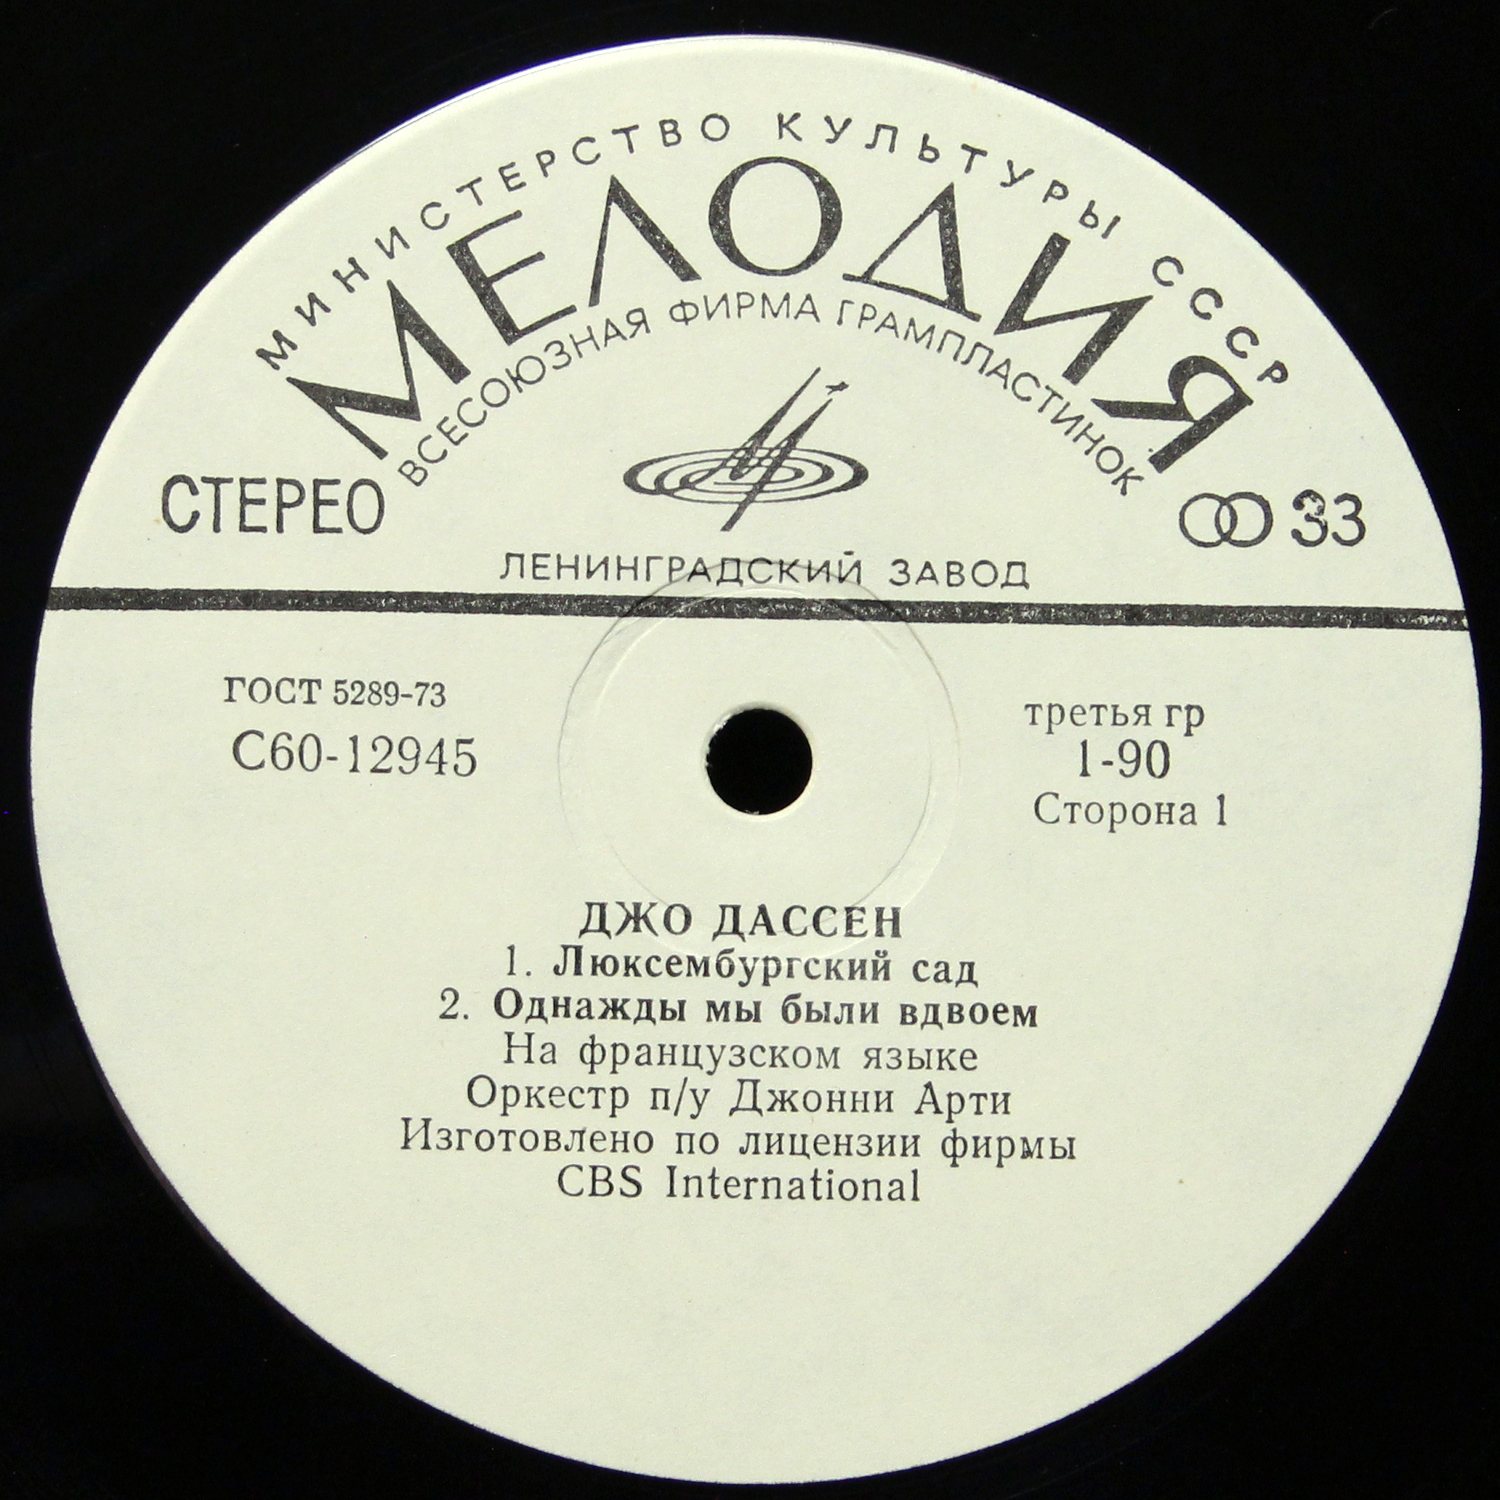 МИНИСТЕРСТВО КУЛЬТУРЫ СССР
МЕЛОДИЯ
ВСЕСОЮЗНАЯ ФИРМА ГРАМПЛАСТИНОК
СТЕРЕО
33
ЛЕНИНГРАДСКИЙ ЗАВОД
ГОСТ 5289-73
С60-12945
третья гр
1-90
Сторона 1
ДЖО ДАССЕН
1. Люксембургский сад
2. Однажды мы были вдвоем
На французском языке
Оркестр п/у Джонни Арти
Изготовлено по лицензии фирмы
CBS International